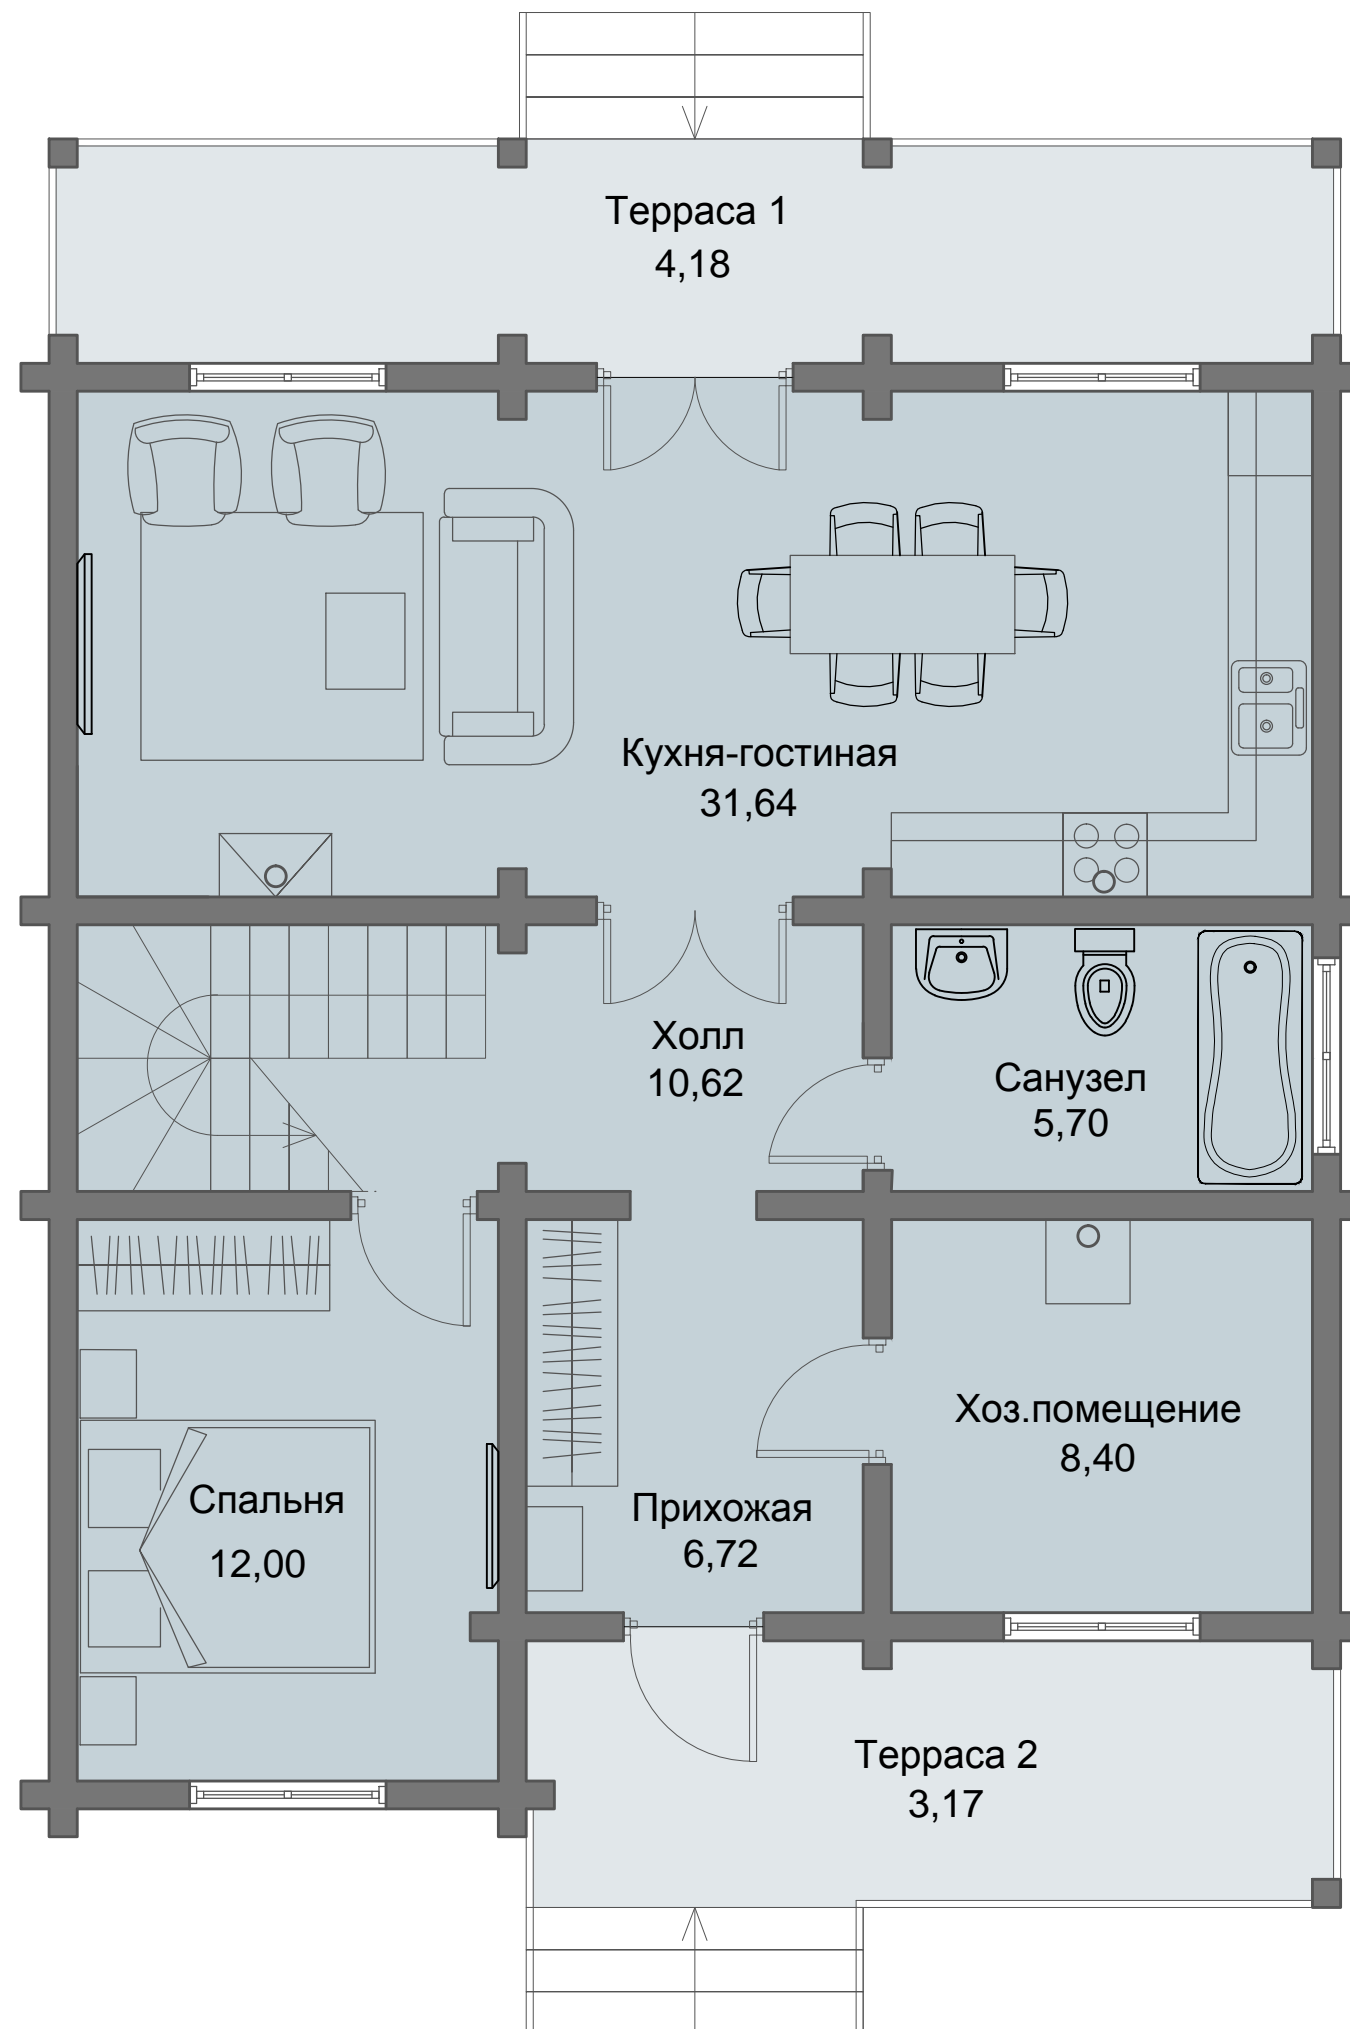 Терраса 1
4,18
Кухня-гостиная
31,64
Холл
10,62
Санузел
5,70
Хоз.помещение
8,40
Спальня
12,00
Прихожая
6,72
Терраса 2
3,17